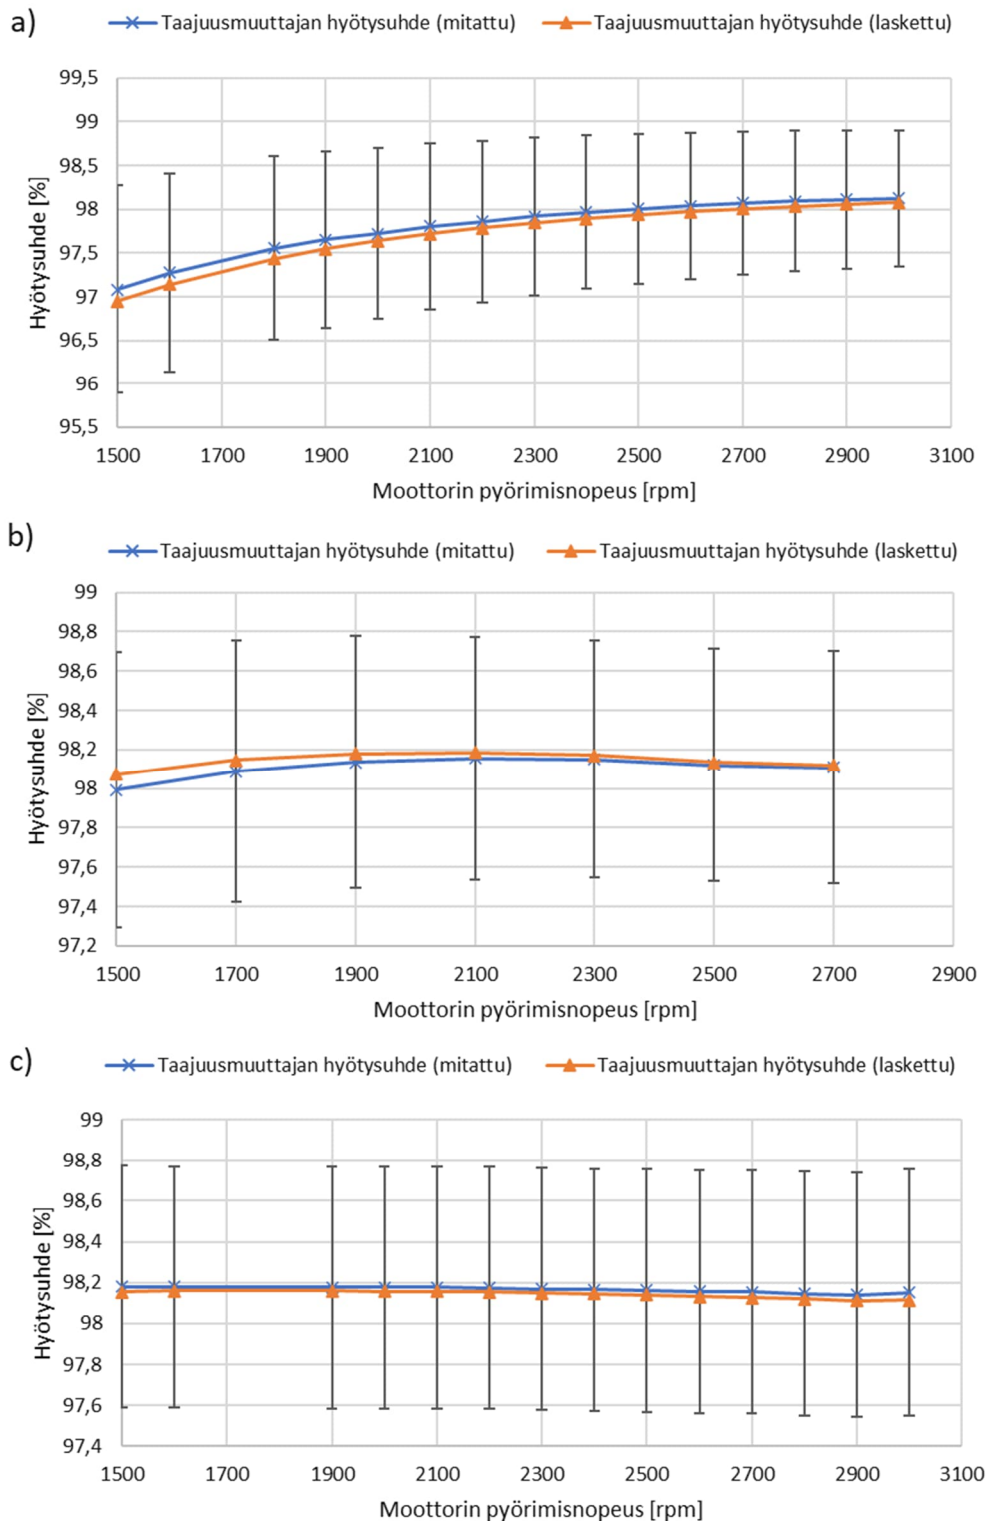 a)
Taajuusmuuttajan hyötysuhde (mitattu) Taajuusmuuttajan hyötysuhde (laskettu)
99,5
99
98,5
98
97,5
97
96,5
96
95,5
Hyötysuhde [%]
1500 1700 1900 2100 2300 2500 2700 2900 3100
Moottorin pyörimisnopeus [rpm]
b)
Taajuusmuuttajan hyötysuhde (mitattu) Taajuusmuuttajan hyötysuhde (laskettu)
99
98,8
98,6
98,4
98,2
98
97,8
97,6
97,4
97,2
Hyötysuhde [%]
1500 1700 1900 2100 2300 2500 2700 2900
Moottorin pyörimisnopeus [rpm]
c)
Taajuusmuuttajan hyötysuhde (mitattu) Taajuusmuuttajan hyötysuhde (laskettu)
99
98,8
98,6
98,4
98,2
98
97,8
97,6
97,4
Hyötysuhde [%]
1500 1700 1900 2100 2300 2500 2700 2900 3100
Moottorin pyörimisnopeus [rpm]